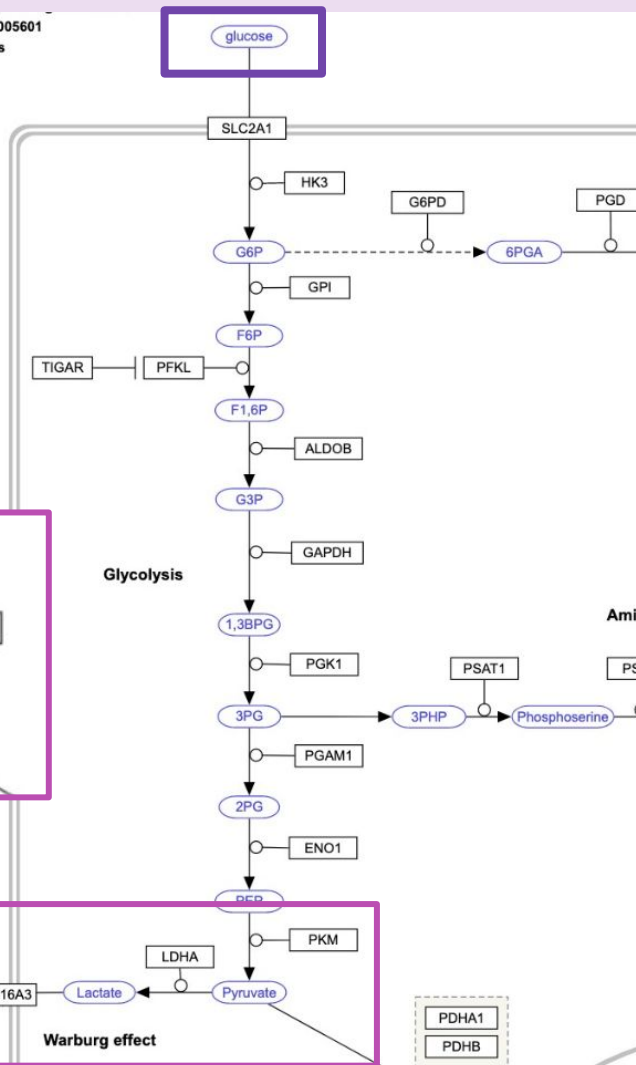 005601
s
glucose
SLC2A1
HK3
G6PD
PGD
G6P
6PGA
GPI
F6P
TIGAR
PFKL
F1,6P
ALDOB
G3P
GAPDH
Glycolysis
1,3BPG
Ami
PGK1
PSAT1
PS
3PG
3PHP
Phosphoserine
PGAM1
2PG
ENO1
PEP
PKM
LDHA
16A3
Lactate
Pyruvate
PDHA1
Warburg effect
PDHB